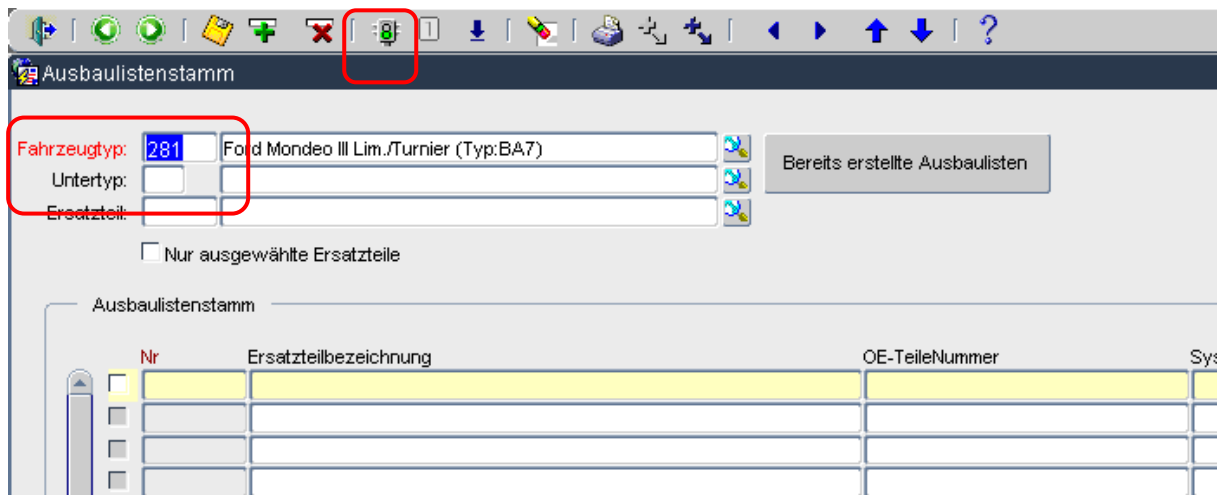 Ausbaulistenstamm
Fahrzeugtyp: 281 Ford Mondeo III Lim./Turnier (Typ:BA7)
Bereits erstellte Ausbaulisten
Untertyp:
Ersatzteil:
Nur ausgewählte Ersatzteile
Ausbaulistenstamm
Nr Ersatzteilbezeichnung OE-TeileNummer Sys